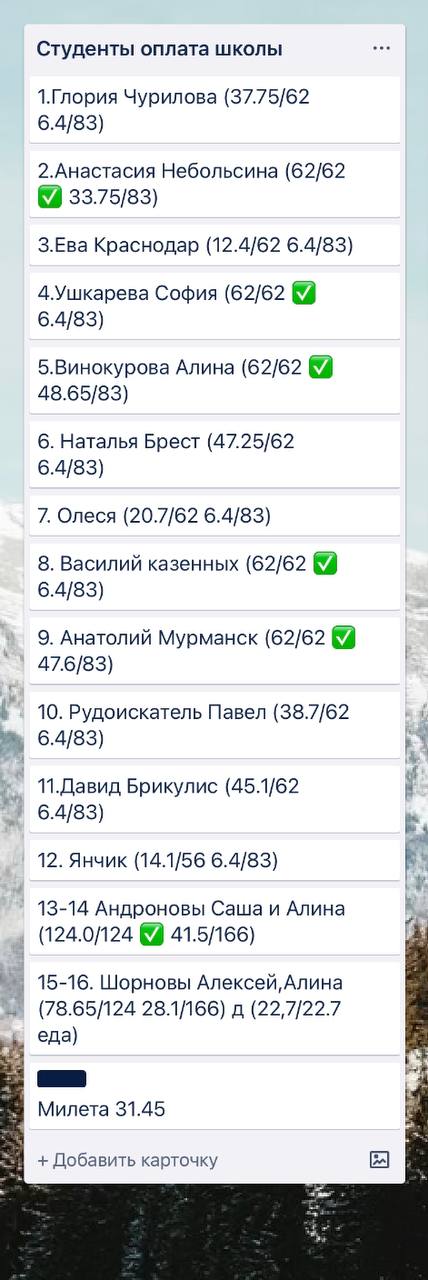 Студенты оплата школы ...
1.Глория Чурилова (37.75/62
6.4/83)
2.Анастасия Небольсина (62/62
✅ 33.75/83)
3.Ева Краснодар (12.4/62 6.4/83)
4.Ушкарева София (62/62 ✅
6.4/83)
5.Винокурова Алина (62/62 ✅
48.65/83)
6. Наталья Брест (47.25/62
6.4/83)
7. Олеся (20.7/62 6.4/83)
8. Василий казенных (62/62 ✅
6.4/83)
9. Анатолий Мурманск (62/62 ✅
47.6/83)
10. Рудоискатель Павел (38.7/62
6.4/83)
11.Давид Брикулис (45.1/62
6.4/83)
12. Янчик (14.1/56 6.4/83)
13-14 Андроновы Саша и Алина
(124.0/124 ✅ 41.5/166)
15-16. Шорновы Алексей,Алина
(78.65/124 28.1/166) д (22,7/22.7
еда)
Милета 31.45
+ Добавить карточку